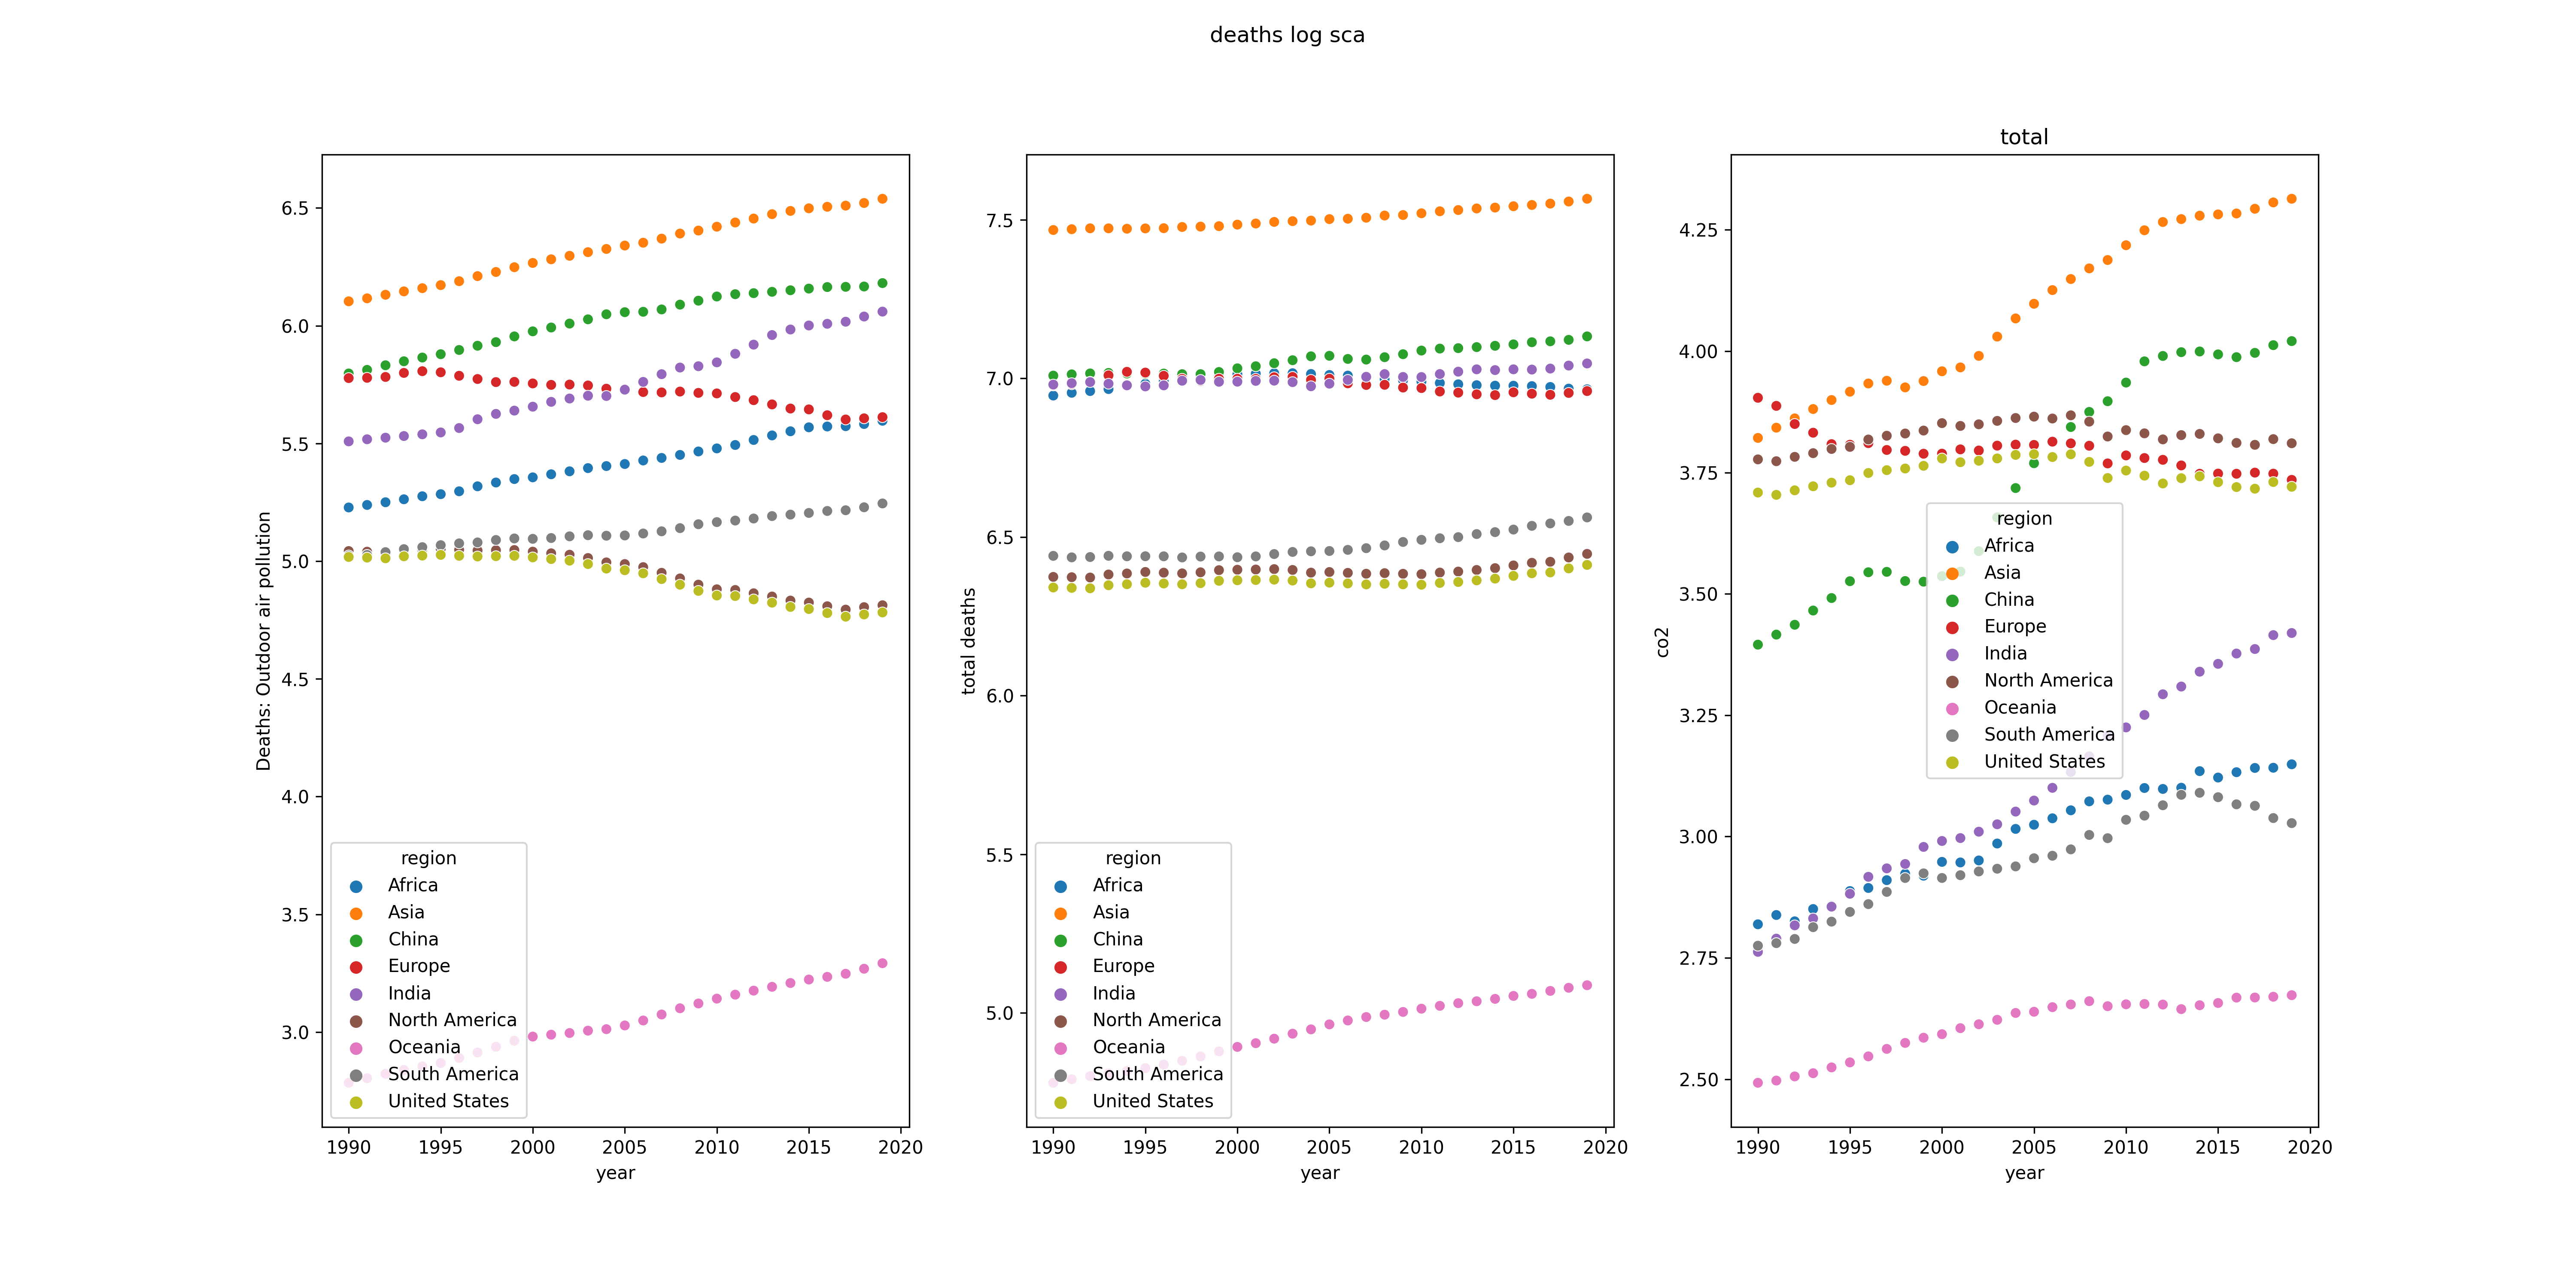 deaths log sca
total
6.5
6.0
5.5
5.0
4.5
4.0
3.5
3.0
Deaths: Outdoor air pollution
region
Africa
Asia
China
Europe
India
North America
Oceania
South America
United States
1990 1995 2000 2005 2010 2015 2020
year
7.5
7.0
6.5
6.0
5.5
5.0
total deaths
region
Africa
Asia
China
Europe
India
North America
Oceania
South America
United States
1990 1995 2000 2005 2010 2015 2020
year
4.25
4.00
3.75
3.50
3.25
3.00
2.75
2.50
co2
region
Africa
Asia
China
Europe
India
North America
Oceania
South America
United States
1990 1995 2000 2005 2010 2015 2020
year